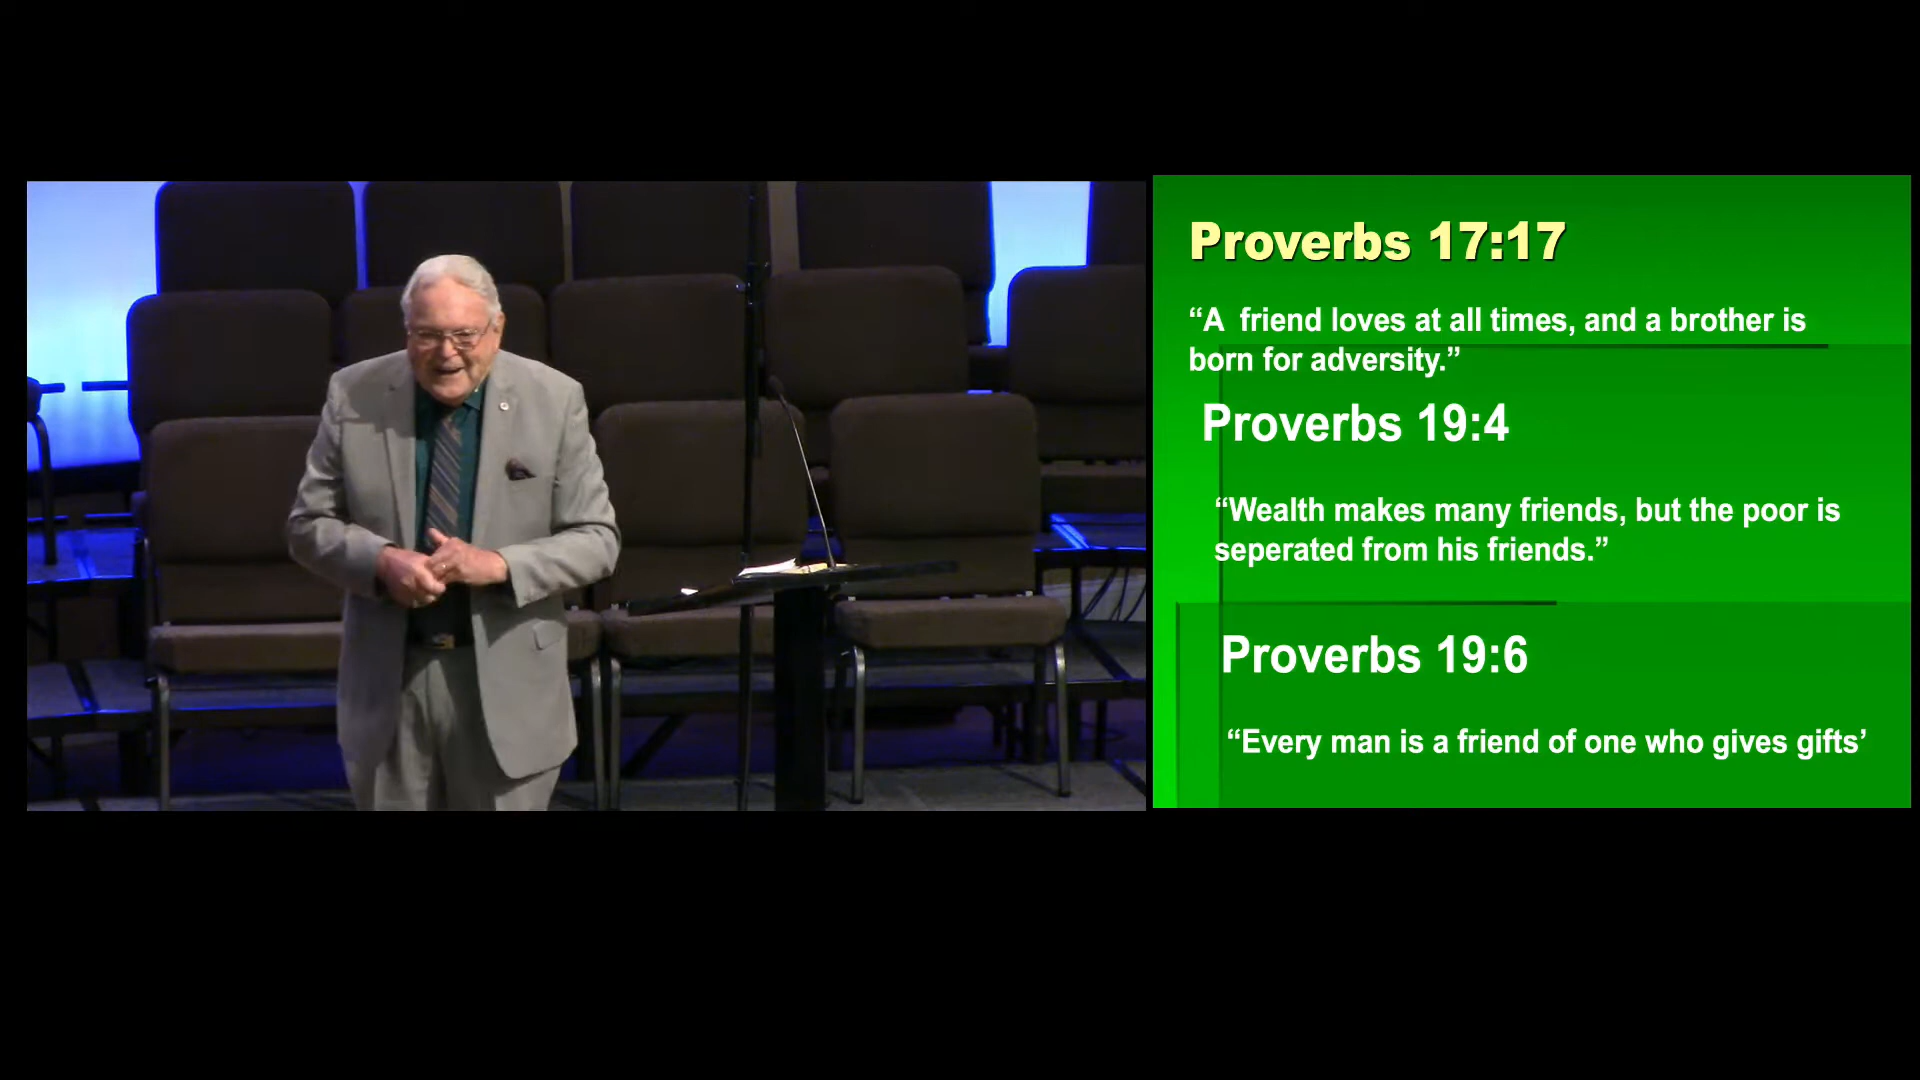 Proverbs 17:17
“A  friend loves at all times, and a brother is
born for adversity.”
Proverbs 19:4
“Wealth makes many friends, but the poor is
seperated from his friends.”
Proverbs 19:6
“Every man is a friend of one who gives gifts’